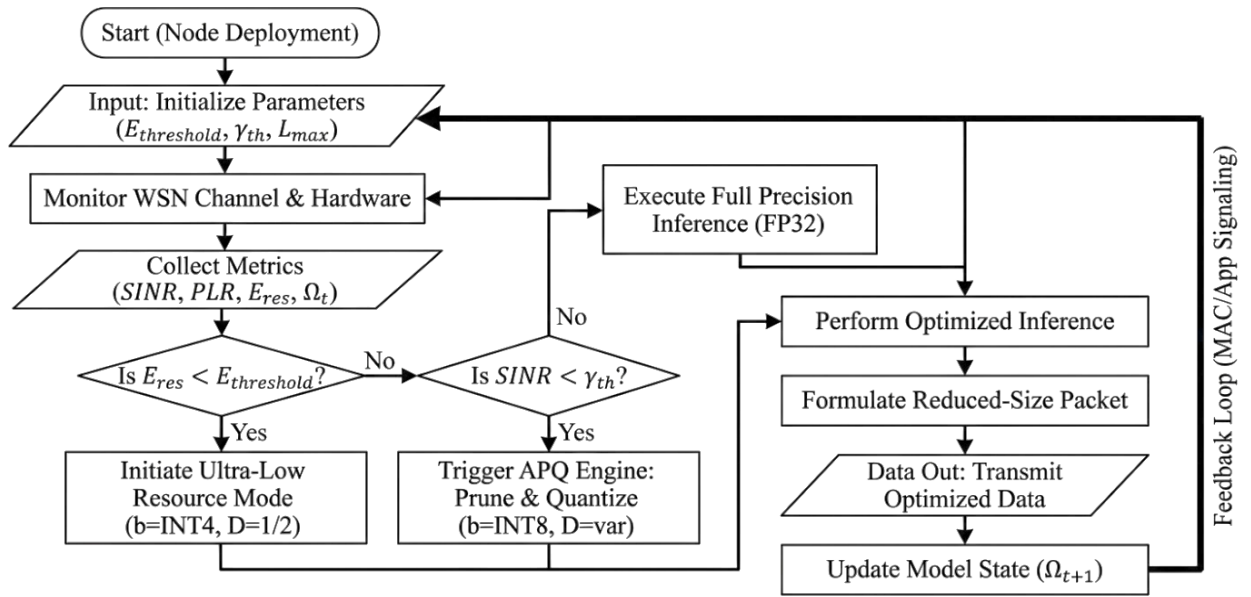 Start (Node Deployment)
Input: Initialize Parameters
(E_threshold, γ_th, L_max)
Monitor WSN Channel & Hardware
Collect Metrics
(SINR, PLR, E_res, Ω_t)
Is E_res < E_threshold?
No
Yes
Initiate Ultra-Low
Resource Mode
(b=INT4, D=1/2)
Is SINR < γ_th?
No
Yes
Trigger APQ Engine:
Prune & Quantize
(b=INT8, D=var)
Execute Full Precision
Inference (FP32)
Perform Optimized Inference
Formulate Reduced-Size Packet
Data Out: Transmit
Optimized Data
Update Model State (Ω_{t+1})
Feedback Loop (MAC/App Signaling)